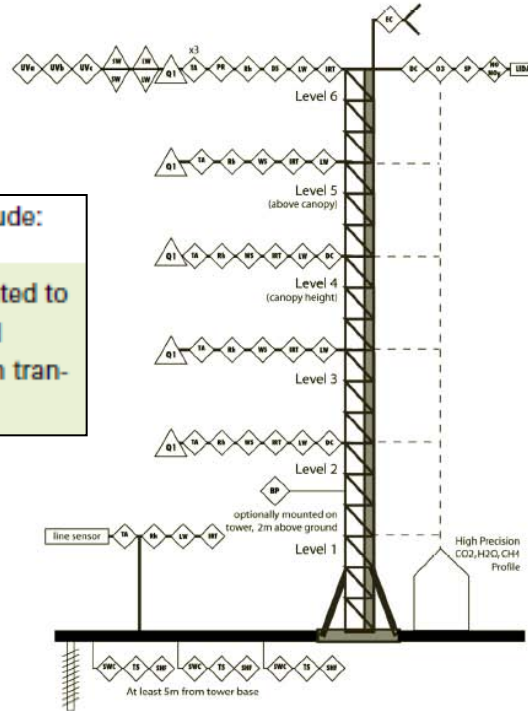 EC
x3
UVa UVb UVc SW LW SW LW Q1 TA PR Rh DS LW IRT
DC O3 SP NO NOy LIDA
Level 6
Q1 TA Rh WS IRT LW
Level 5
(above canopy)
ude:
ted to
n tran-
Q1 TA Rh WS IRT LW DC
Level 4
(canopy height)
Q1 TA Rh WS IRT LW
Level 3
Q1 TA Rh WS IRT LW DC
Level 2
BP
optionally mounted on
tower, 2m above ground
line sensor TA Rh LW IRT
Level 1
High Precision
CO2, H2O, CH4
Profile
SWC TS SHF SWC TS SHF SWC TS SHF
At least 5m from tower base